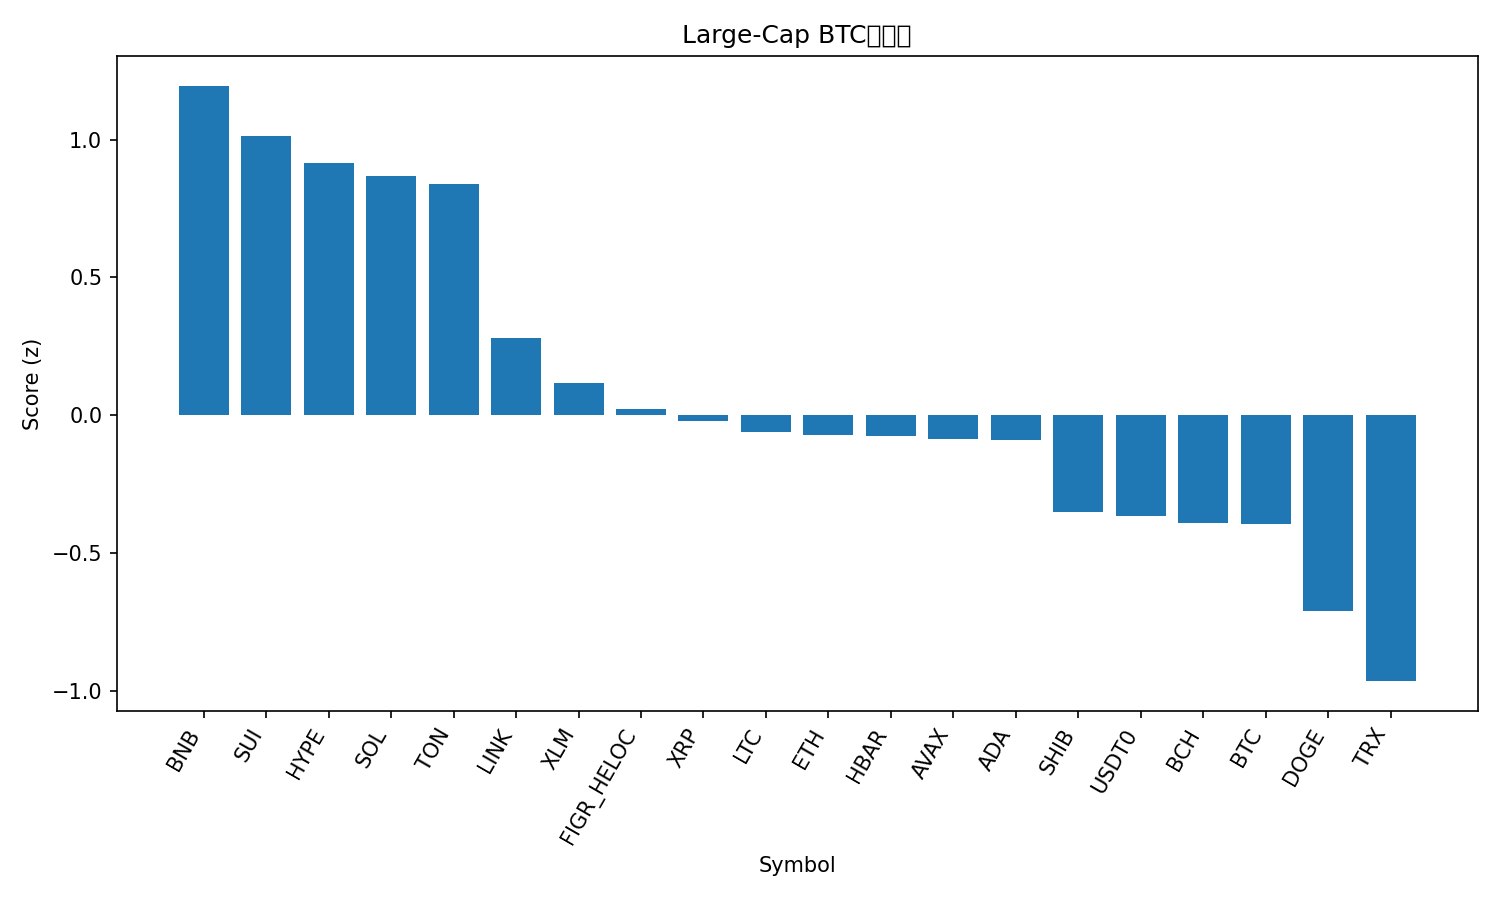 Large-Cap BTC
Score (z)
1.0
0.5
0.0
−0.5
−1.0
BNB
SUI
HYPE
SOL
TON
LINK
XLM
FIGR_HELOC
XRP
LTC
ETH
HBAR
AVAX
ADA
SHIB
USDT0
BCH
BTC
DOGE
TRX
Symbol